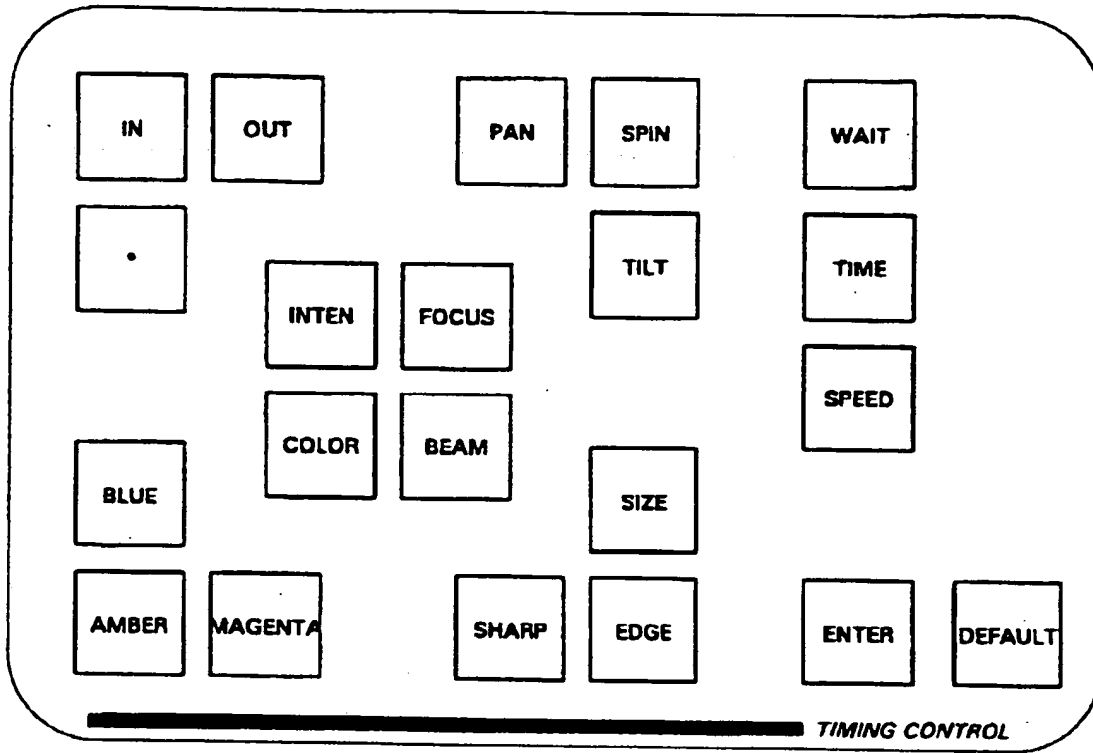 IN OUT PAN SPIN WAIT
• TILT TIME
INTEN FOCUS
SPEED
COLOR BEAM
BLUE SIZE
AMBER MAGENTA SHARP EDGE ENTER DEFAULT
TIMING CONTROL